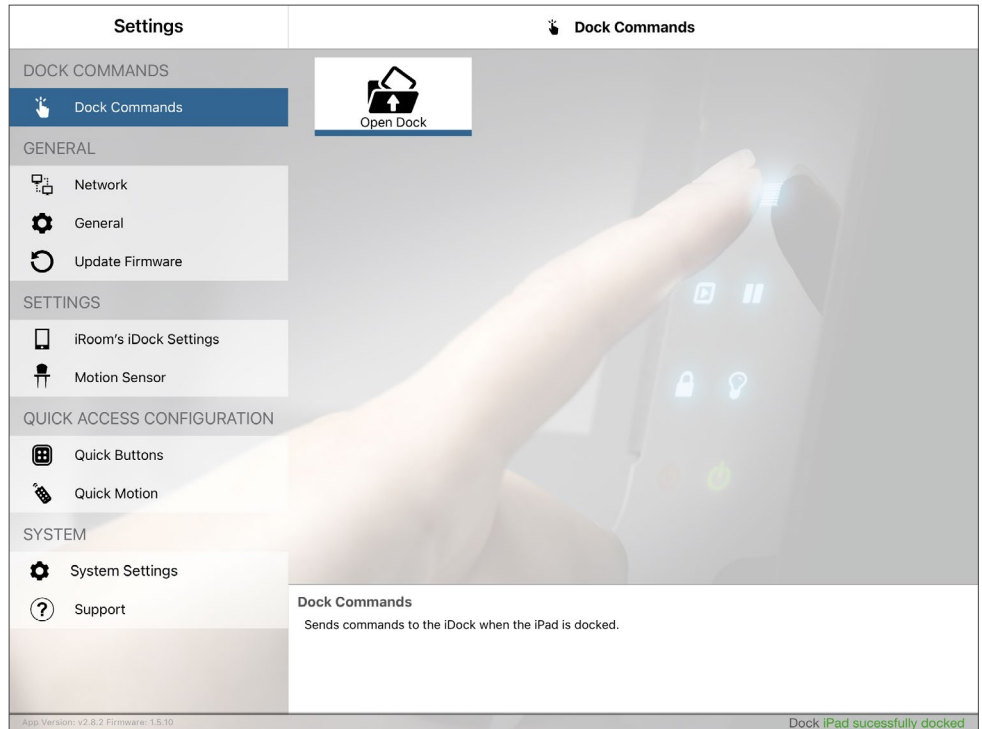 Settings
Dock Commands
DOCK COMMANDS
Dock Commands
Open Dock
GENERAL
Network
General
Update Firmware
SETTINGS
iRoom's iDock Settings
Motion Sensor
QUICK ACCESS CONFIGURATION
Quick Buttons
Quick Motion
SYSTEM
System Settings
? Support
Dock Commands
Sends commands to the iDock when the iPad is docked.
App Version: v2.8.2 Firmware: 1.5.10
Dock iPad sucessfully docked